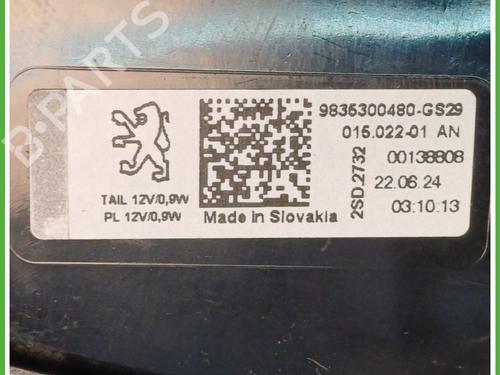 B-PARTS
9835300480-GS29
015.022-01 AN
2SD.2732
00138808
22.06.24
03:10.13
TAIL 12V/0,9W
PL 12V/0,9W
Made in Slovakia